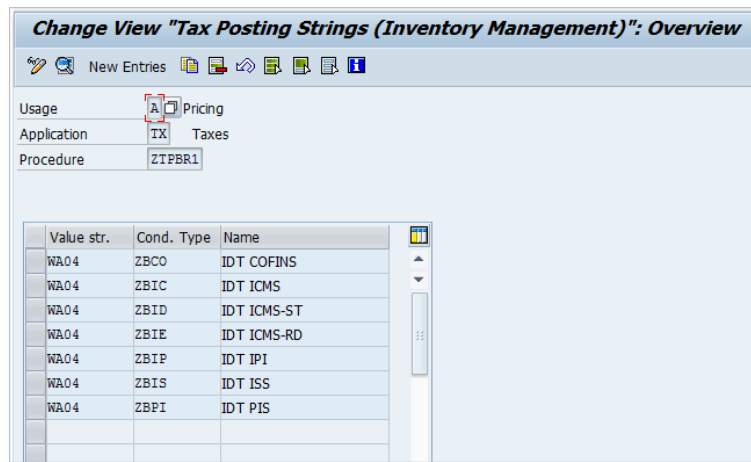 Change View "Tax Posting Strings (Inventory Management)": Overview
New Entries
Usage A Pricing
Application TX Taxes
Procedure ZTPBR1
Value str. Cond. Type Name
WA04 ZBCO IDT COFINS
WA04 ZBIC IDT ICMS
WA04 ZBID IDT ICMS-ST
WA04 ZBIE IDT ICMS-RD
WA04 ZBIP IDT IPI
WA04 ZBIS IDT ISS
WA04 ZBPI IDT PIS